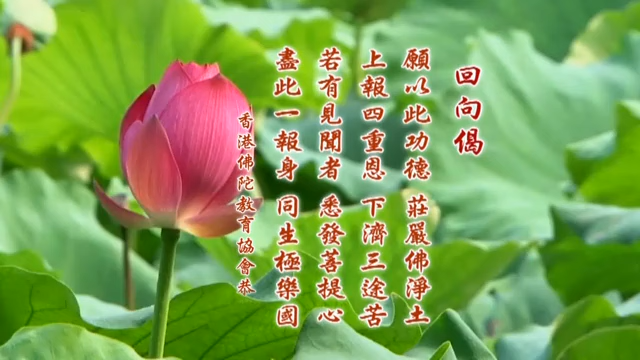 回向偈
願以此功德 莊嚴佛淨土
上報四重恩 下濟三途苦
若有見聞者 悉發菩提心
盡此一報身 同生極樂國
香港佛陀教育協會恭